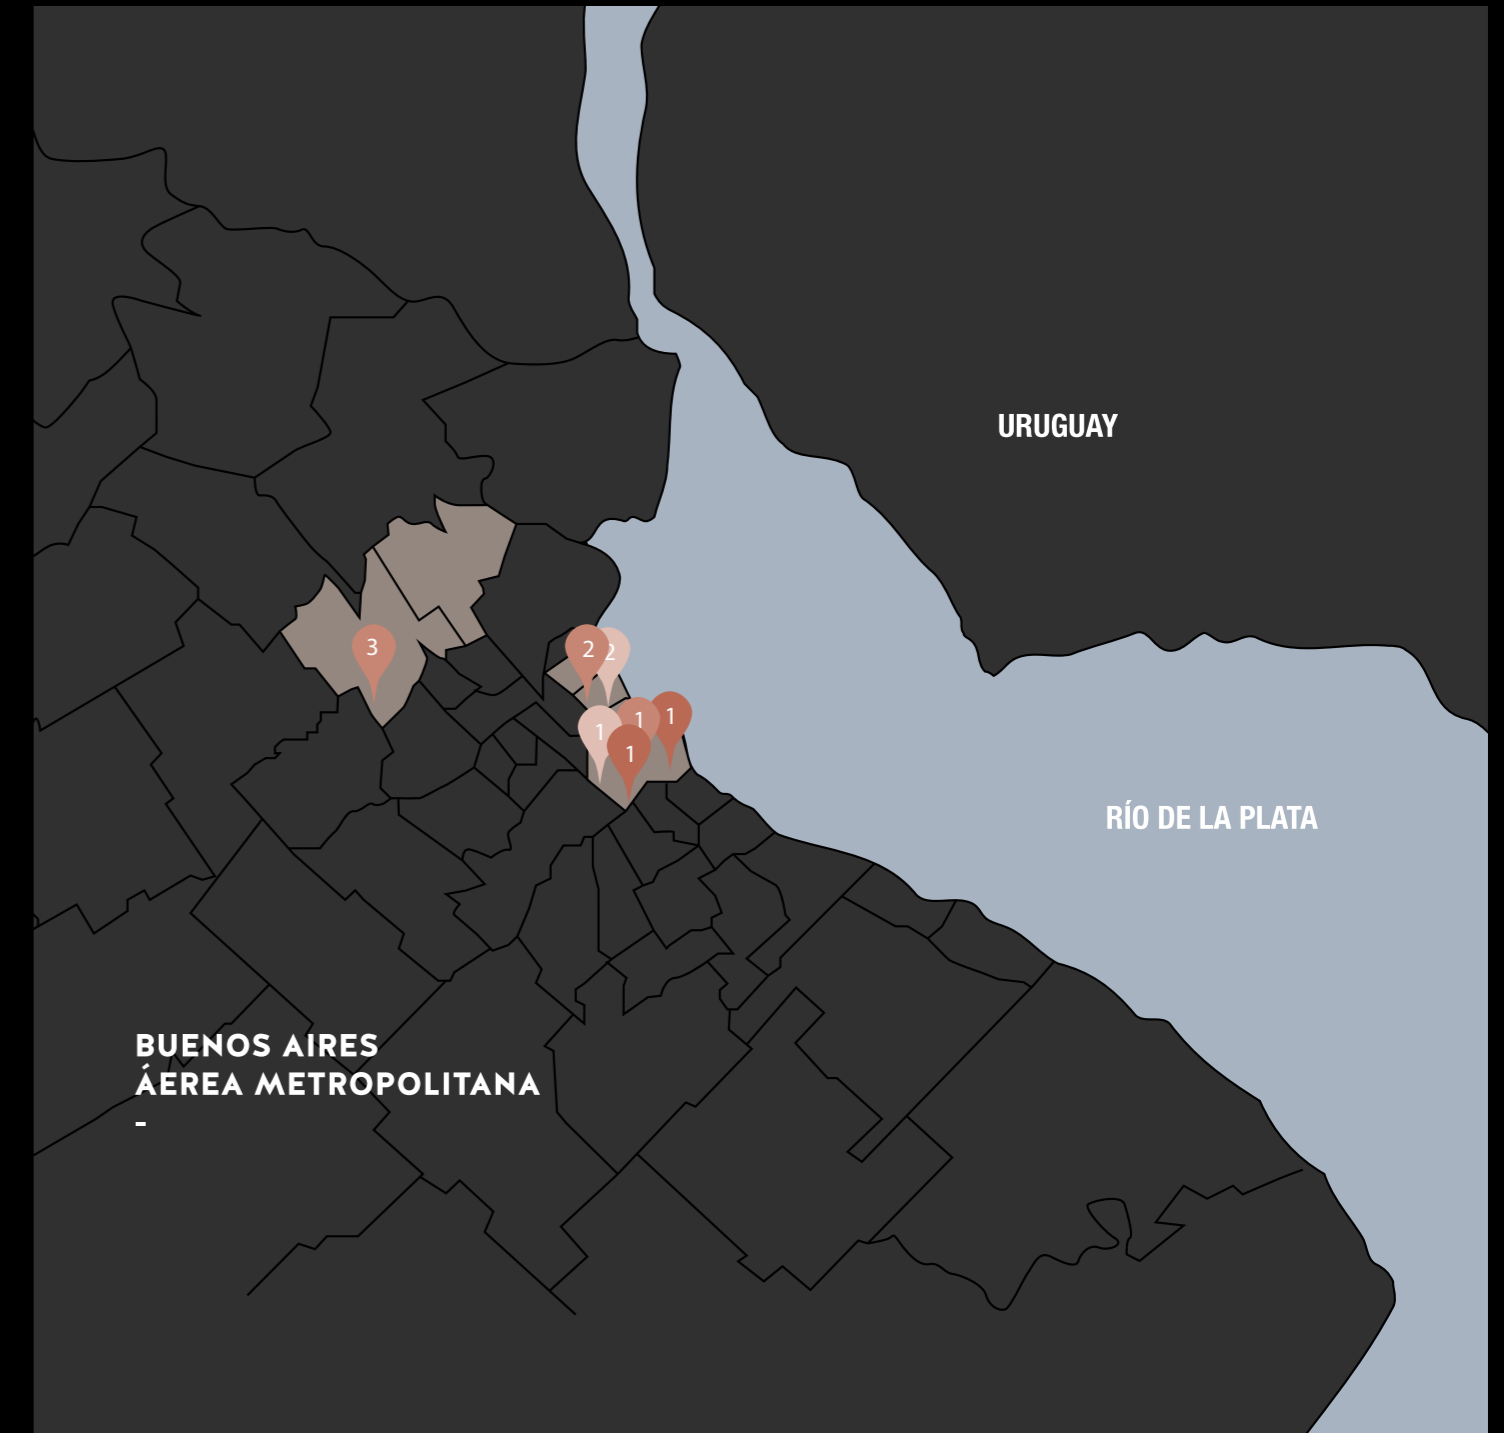 URUGUAY
3
2
2
1
1
1
1
RÍO DE LA PLATA
BUENOS AIRES
ÁEREA METROPOLITANA
-